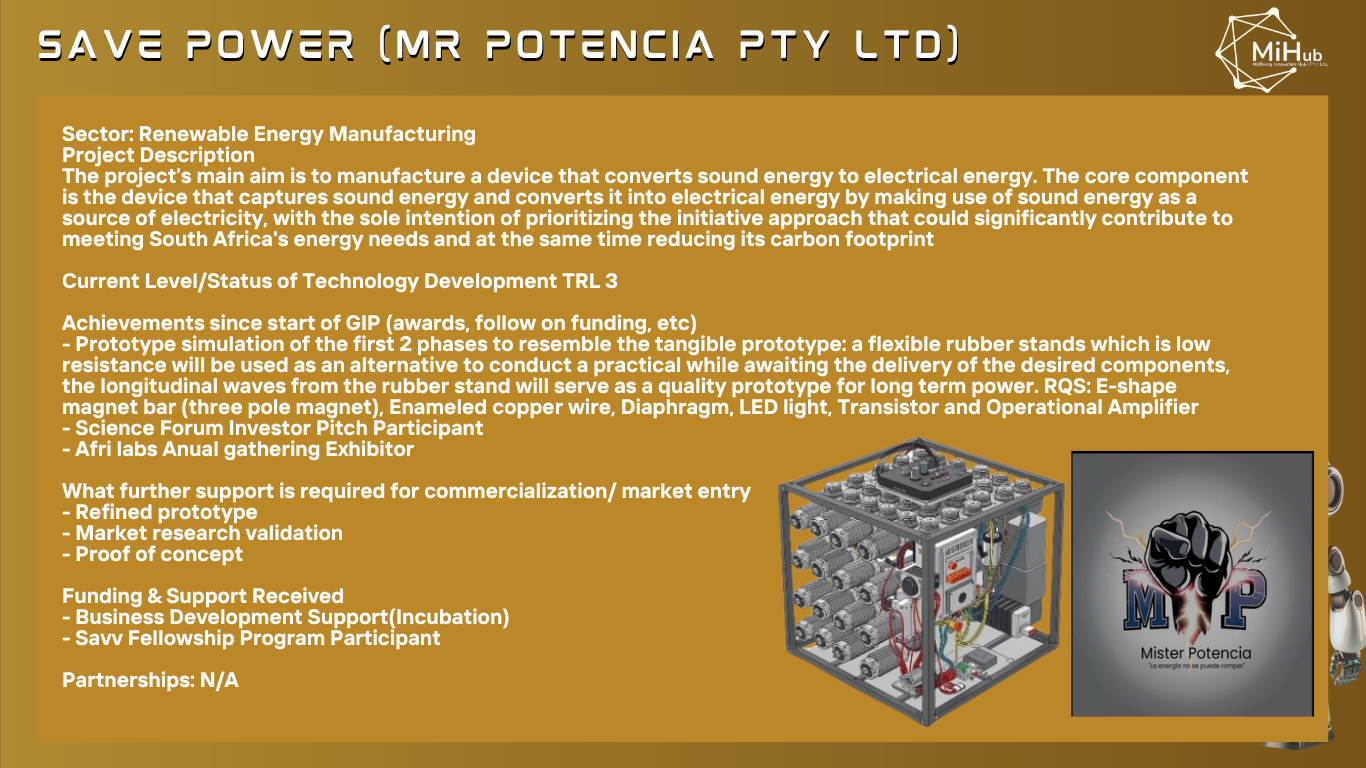 SAVE POWER (MR POTENCIA PTY LTD)
MiHub
Mafikeng Innovation Hub (Pty) Ltd.
Sector: Renewable Energy Manufacturing
Project Description
The project's main aim is to manufacture a device that converts sound energy to electrical energy. The core component
is the device that captures sound energy and converts it into electrical energy by making use of sound energy as a
source of electricity, with the sole intention of prioritizing the initiative approach that could significantly contribute to
meeting South Africa's energy needs and at the same time reducing its carbon footprint
Current Level/Status of Technology Development TRL 3
Achievements since start of GIP (awards, follow on funding, etc)
- Prototype simulation of the first 2 phases to resemble the tangible prototype: a flexible rubber stands which is low
resistance will be used as an alternative to conduct a practical while awaiting the delivery of the desired components,
the longitudinal waves from the rubber stand will serve as a quality prototype for long term power. RQS: E-shape
magnet bar (three pole magnet), Enameled copper wire, Diaphragm, LED light, Transistor and Operational Amplifier
- Science Forum Investor Pitch Participant
- Afri labs Anual gathering Exhibitor
What further support is required for commercialization/ market entry
- Refined prototype
- Market research validation
- Proof of concept
Funding & Support Received
- Business Development Support(Incubation)
- Savv Fellowship Program Participant
Partnerships: N/A
M P
Mister Potencia
"La energia no se puede romper"